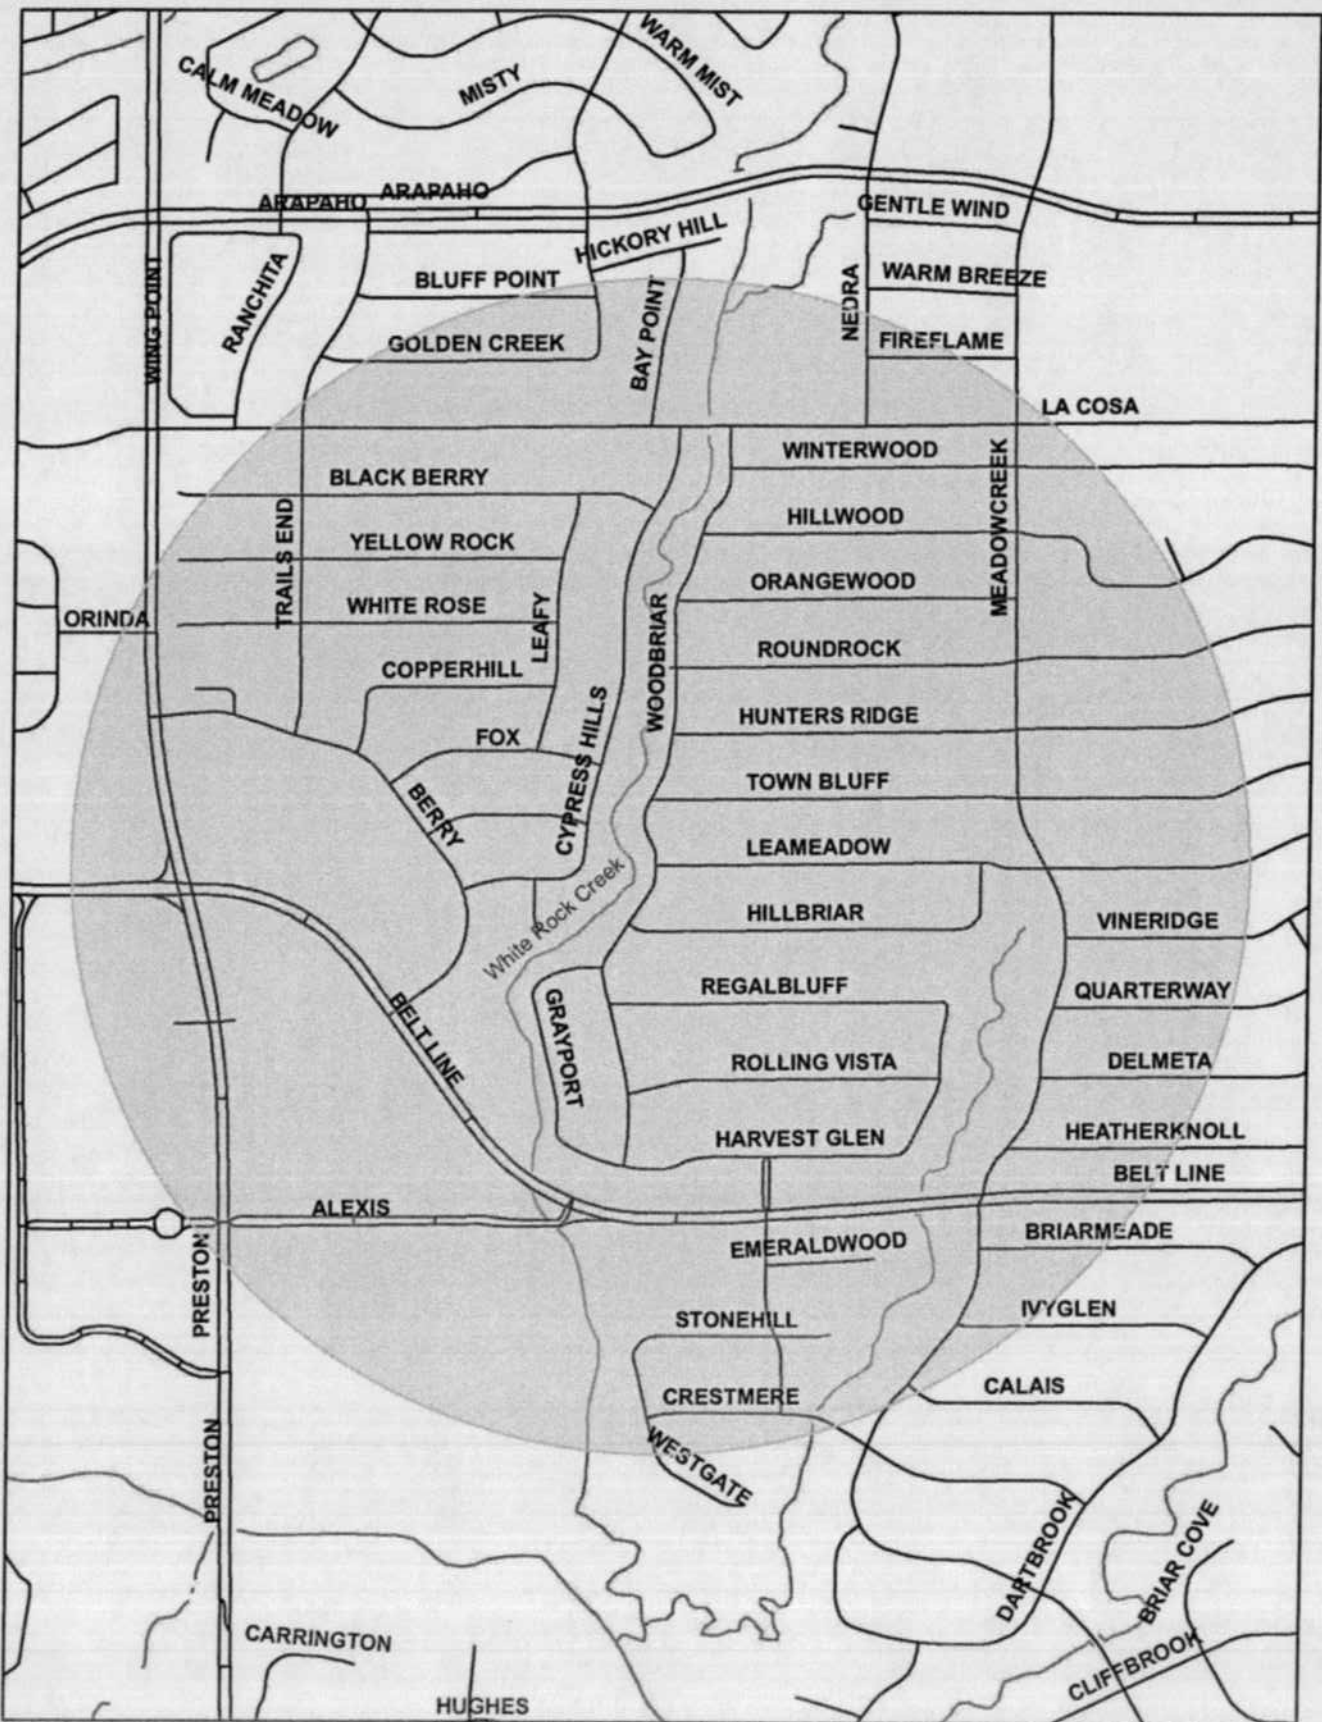 WARM MIST
CALM MEADOW
MISTY
ARAPAHO
ARAPAHO
GENTLE WIND
HICKORY HILL
WING POINT
RANCHITA
BLUFF POINT
BAY POINT
NEDRA
WARM BREEZE
GOLDEN CREEK
FIREFLAME
LA COSA
WINTERWOOD
MEADOWCREEK
BLACK BERRY
HILLWOOD
TRAILS END
YELLOW ROCK
ORANGEWOOD
WHITE ROSE
LEAFY
ORINDA
WOODBRIAR
ROUNDROCK
COPPERHILL
CYPRESS HILLS
HUNTERS RIDGE
FOX
TOWN BLUFF
BERRY
LEAMEADOW
White Rock Creek
HILLBRIAR
VINERIDGE
REGALBLUFF
QUARTERWAY
GRAYPORT
BELT LINE
ROLLING VISTA
DELMETA
HARVEST GLEN
HEATHERKNOLL
BELT LINE
ALEXIS
BRIARMEADE
EMERALDWOOD
PRESTON
STONEHILL
IVYGLEN
CRESTMERE
CALAIS
PRESTON
WESTGATE
DARTBROOK
BRIAR COVE
CARRINGTON
CLIFFBROOK
HUGHES